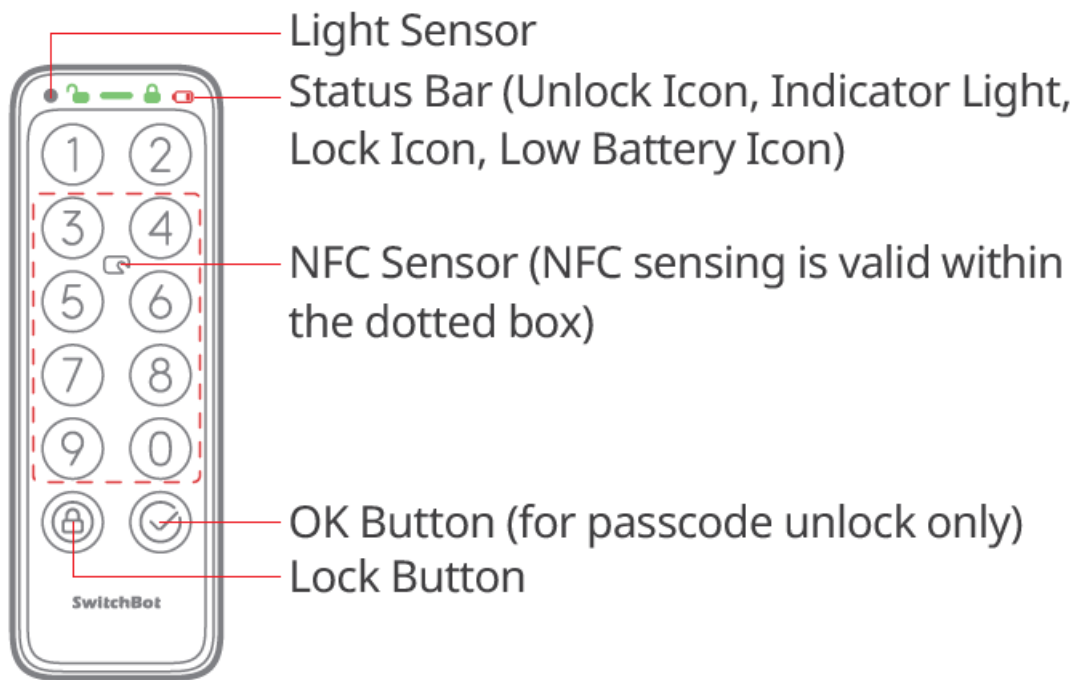 Light Sensor
Status Bar (Unlock Icon, Indicator Light,
Lock Icon, Low Battery Icon)
1 2
3 4
NFC Sensor (NFC sensing is valid within
the dotted box)
5 6
7 8
9 0
OK Button (for passcode unlock only)
Lock Button
SwitchBot